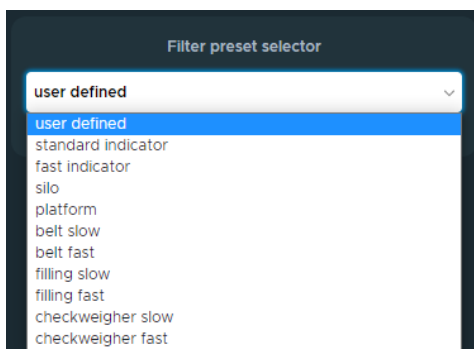 Filter preset selector
user defined
user defined
standard indicator
fast indicator
silo
platform
belt slow
belt fast
filling slow
filling fast
checkweigher slow
checkweigher fast